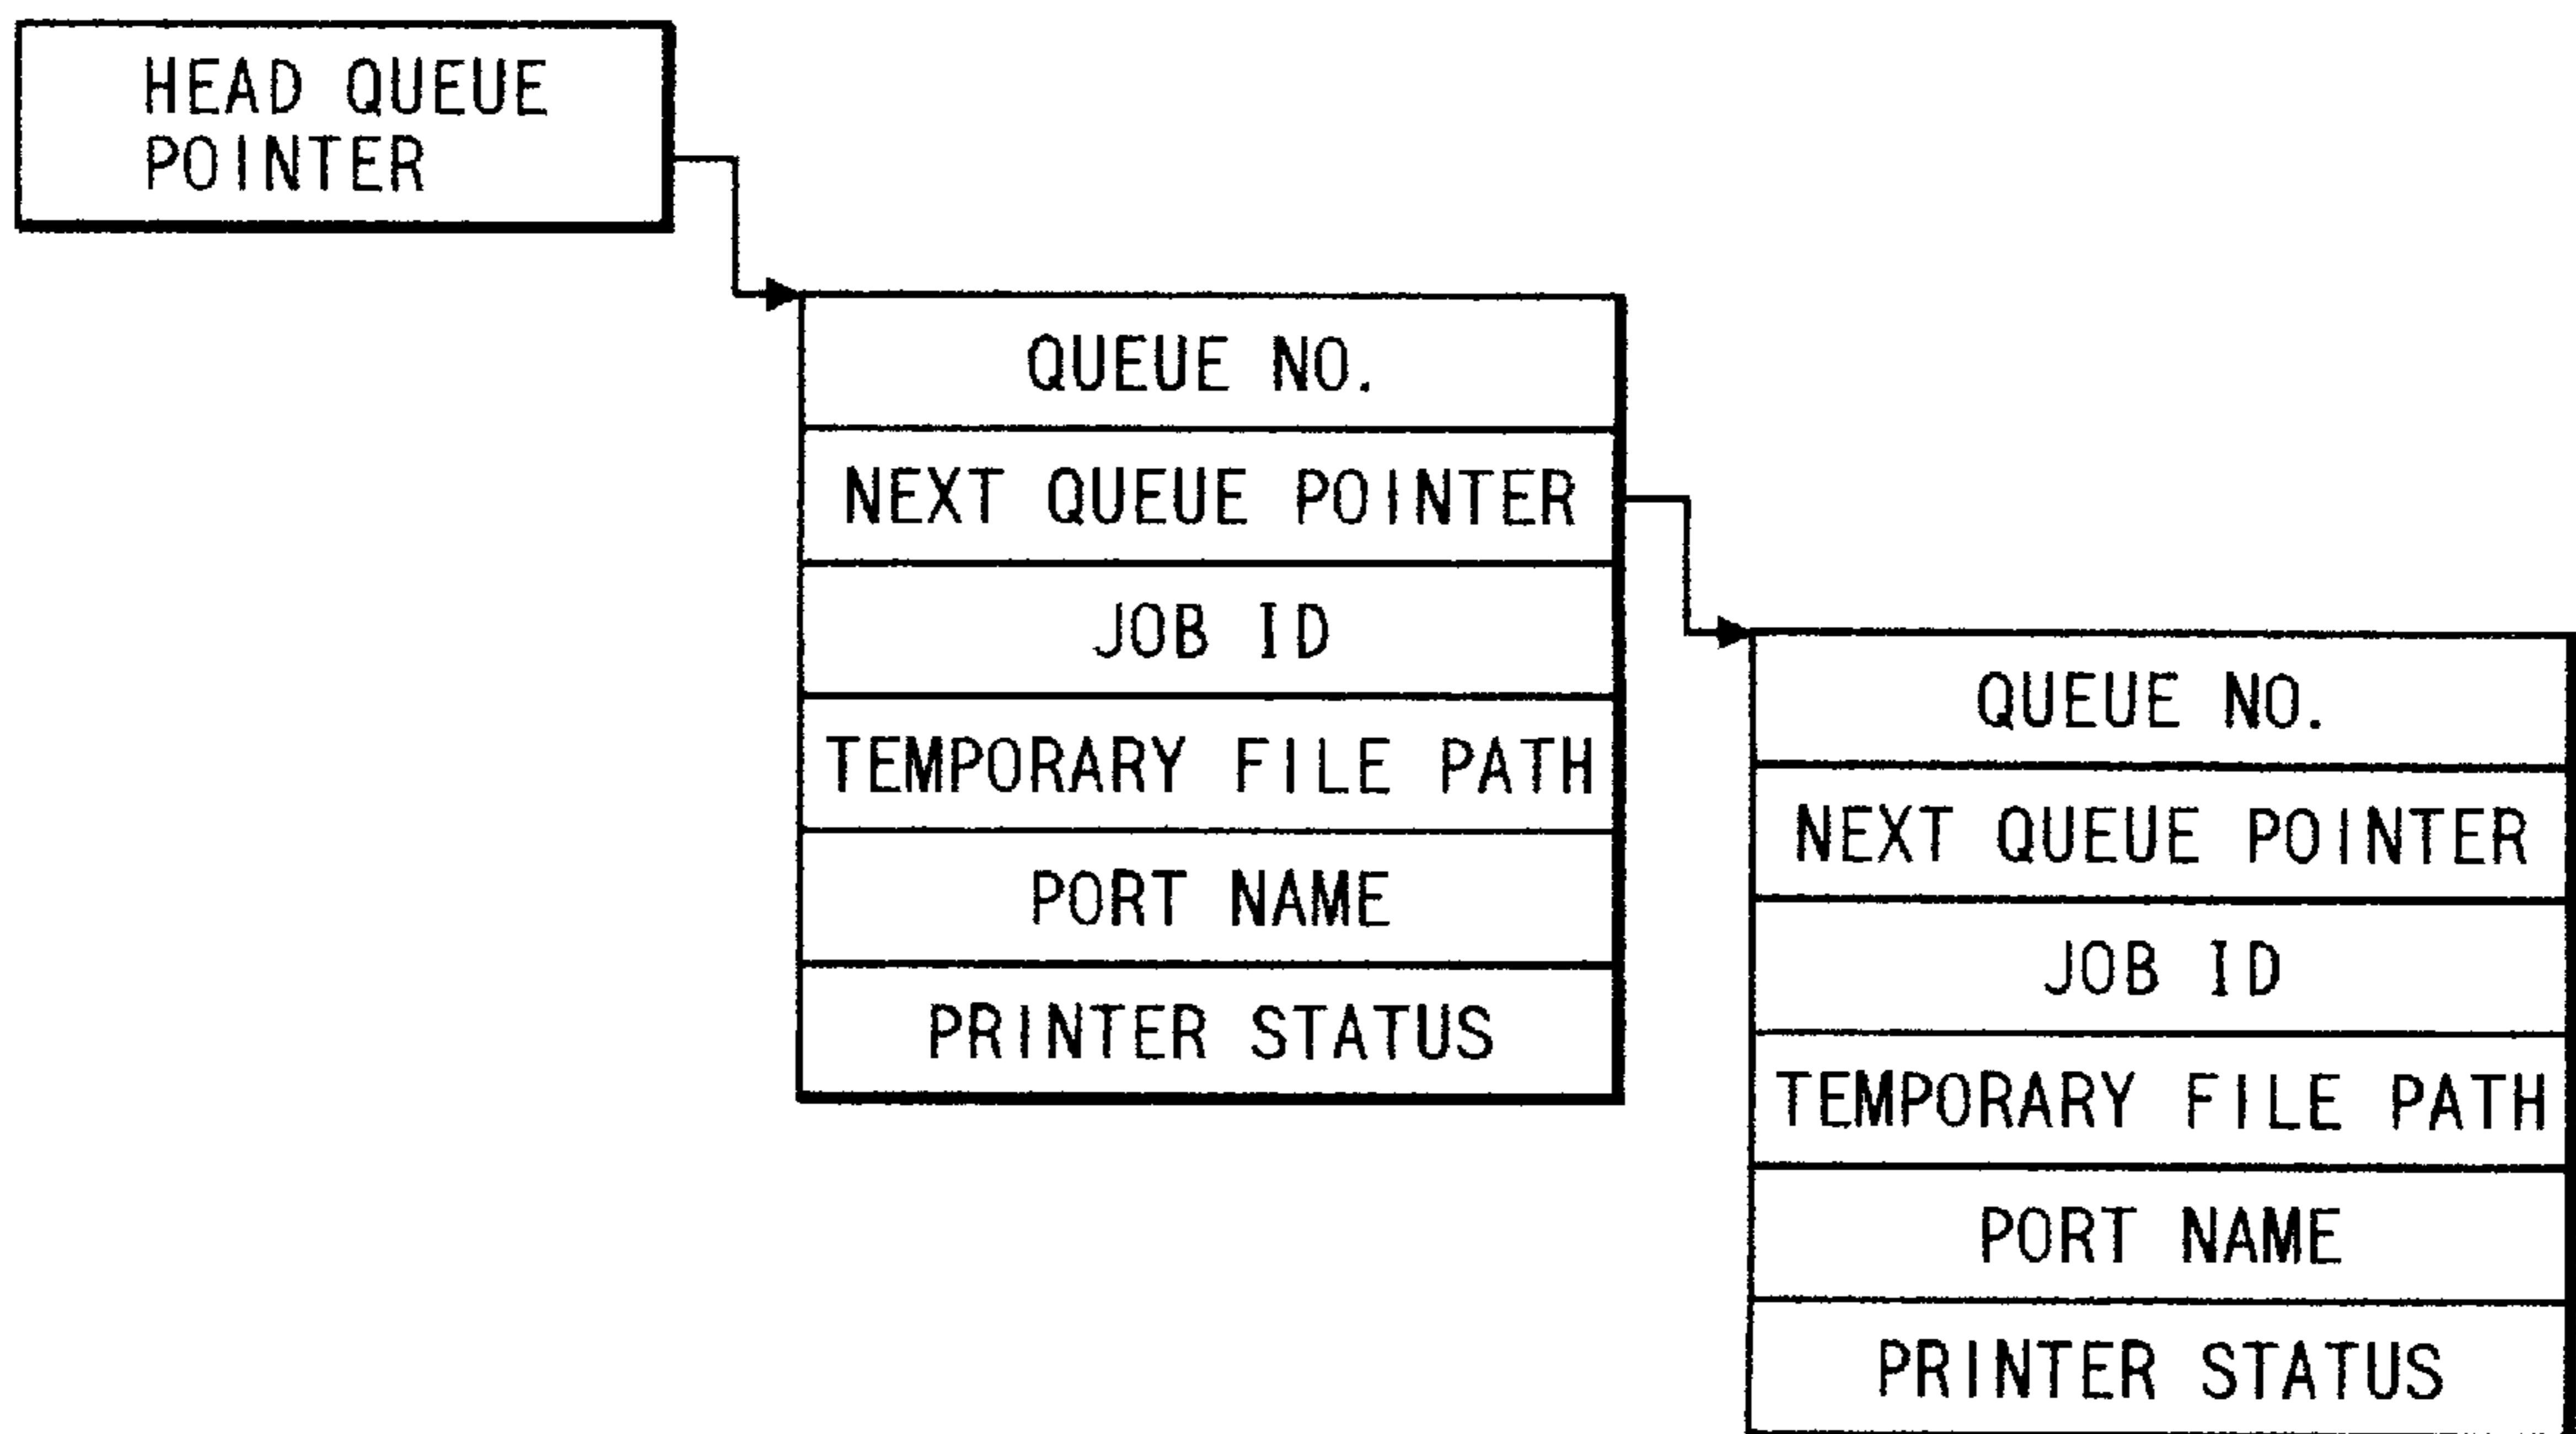 HEAD QUEUE
POINTER
QUEUE NO.
NEXT QUEUE POINTER
JOB ID
TEMPORARY FILE PATH
PORT NAME
PRINTER STATUS
QUEUE NO.
NEXT QUEUE POINTER
JOB ID
TEMPORARY FILE PATH
PORT NAME
PRINTER STATUS